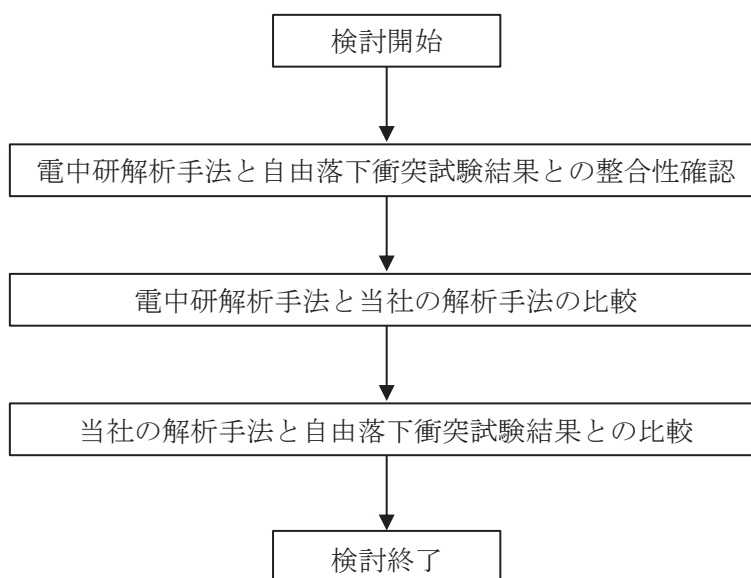 検討開始
電中研解析手法と自由落下衝突試験結果との整合性確認
電中研解析手法と当社の解析手法の比較
当社の解析手法と自由落下衝突試験結果との比較
検討終了